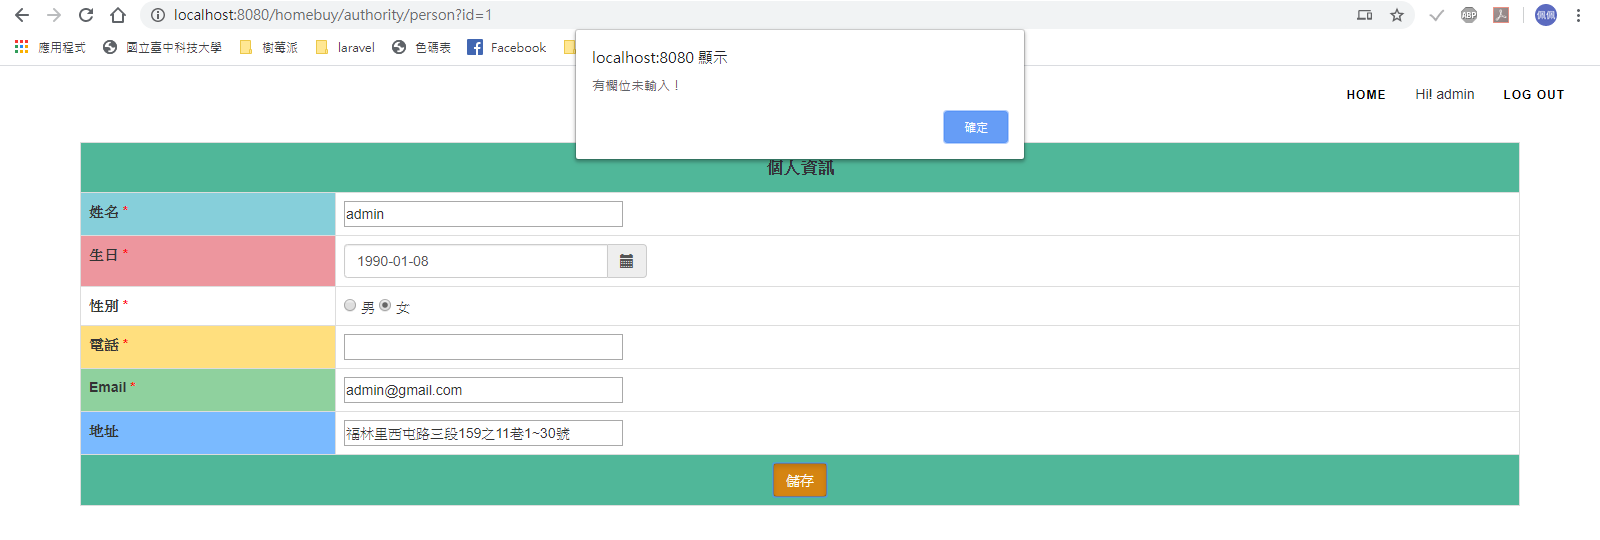 localhost:8080/homebuy/authority/person?id=1
ABP
佩佩
應用程式 國立臺中科技大學 樹莓派 laravel 色碼表 Facebook
localhost:8080 顯示
有欄位未輸入！
確定
HOME Hi! admin LOG OUT
個人資訊
姓名 * admin
生日 * 1990-01-08
性別 * 男 女
電話 *
Email * admin@gmail.com
地址 福林里西屯路三段159之11巷1~30號
儲存